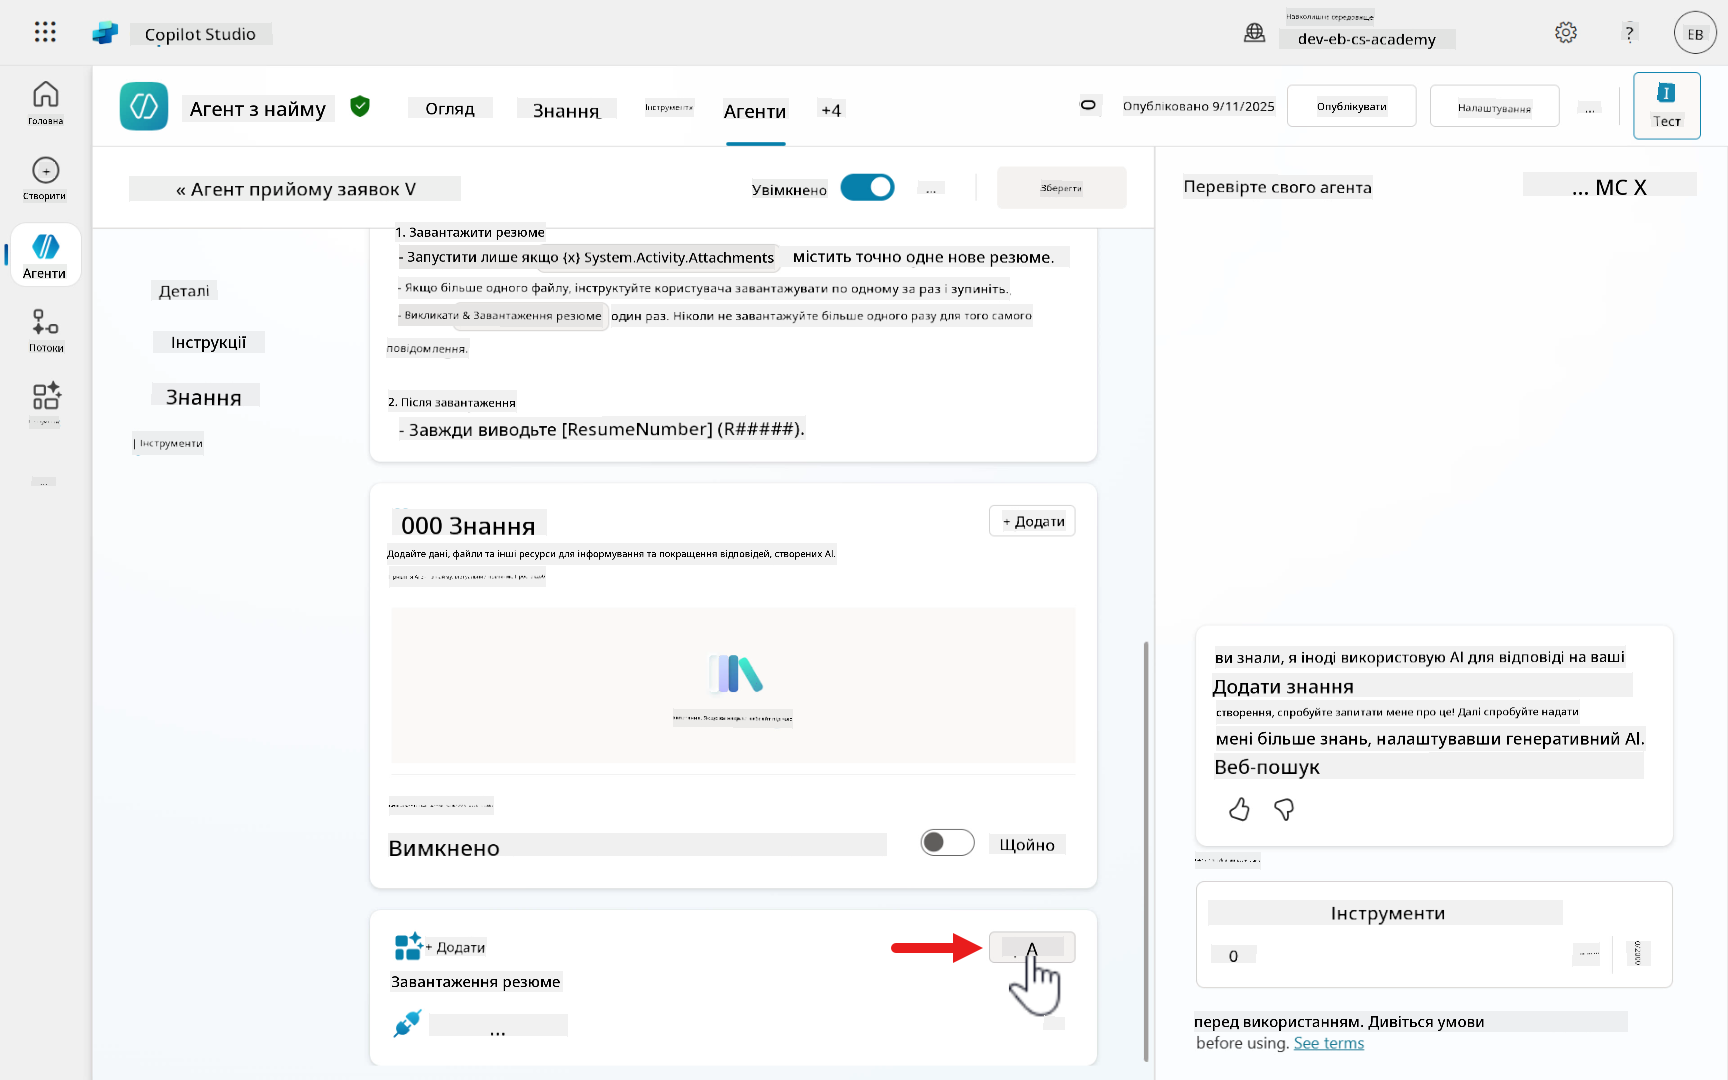 Copilot Studio
Навколишнє середовище
dev-eb-cs-academy
?
EB
Головна
Створити
Агенти
Потоки
...
Агент з найму
Огляд
Знання
Інструменти
Агенти
+4
Опубліковано 9/11/2025
Опублікувати
Налаштування
...
Тест
« Агент прийому заявок V
Увімкнено
...
Зберегти
Перевірте свого агента
... МС X
Деталі
Інструкції
Знання
| Інструменти
1. Завантажити резюме
- Запустити лише якщо {x} System.Activity.Attachments містить точно одне нове резюме.
- Якщо більше одного файлу, інструктуйте користувача завантажувати по одному за раз і зупиніть.
- Викликати & Завантаження резюме один раз. Ніколи не завантажуйте більше одного разу для того самого
повідомлення.
2. Після завантаження
- Завжди виводьте [ResumeNumber] (R#####).
000 Знання
+ Додати
Додайте дані, файли та інші ресурси для інформування та покращення відповідей, створених AI.
Вимкнено
Щойно
+ Додати
А
Завантаження резюме
...
ви знали, я іноді використовую AI для відповіді на ваші
Додати знання
створення, спробуйте запитати мене про це! Далі спробуйте надати
мені більше знань, налаштувавши генеративний AI.
Веб-пошук
Інструменти
0
перед використанням. Дивіться умови
before using. See terms